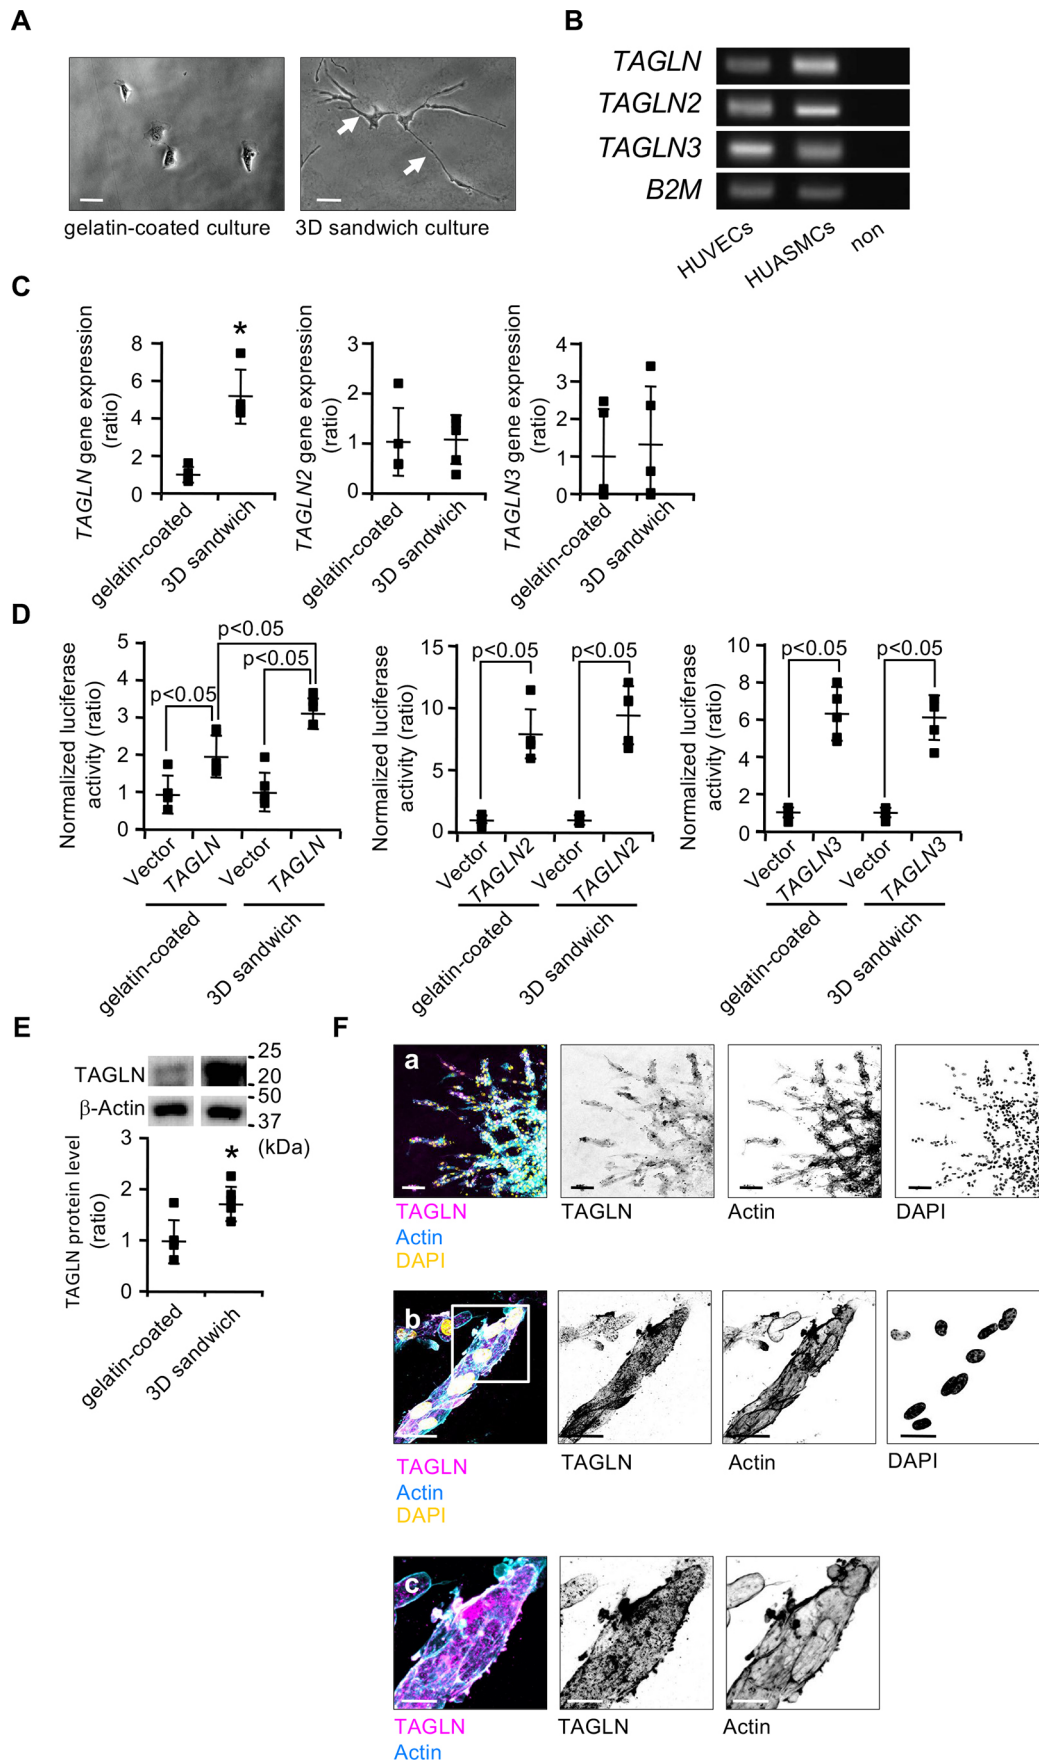 A
gelatin-coated culture
3D sandwich culture
B
TAGLN
TAGLN2
TAGLN3
B2M
HUVECs
HUASMCs
non
C
TAGLN gene expression
(ratio)
8
6
4
2
0
gelatin-coated
3D sandwich
*
TAGLN2 gene expression
(ratio)
3
2
1
0
gelatin-coated
3D sandwich
TAGLN3 gene expression
(ratio)
4
3
2
1
0
gelatin-coated
3D sandwich
D
Normalized luciferase
activity (ratio)
5
4
3
2
1
0
p<0.05
p<0.05
p<0.05
Vector
TAGLN
Vector
TAGLN
gelatin-coated
3D sandwich
Normalized luciferase
activity (ratio)
15
10
5
0
p<0.05
p<0.05
Vector
TAGLN2
Vector
TAGLN2
gelatin-coated
3D sandwich
Normalized luciferase
activity (ratio)
10
8
6
4
2
0
p<0.05
p<0.05
Vector
TAGLN3
Vector
TAGLN3
gelatin-coated
3D sandwich
E
TAGLN
β-Actin
25
20
50
37
(kDa)
TAGLN protein level
(ratio)
3
2
1
0
*
gelatin-coated
3D sandwich
F
a
TAGLN
Actin
DAPI
TAGLN
Actin
DAPI
b
TAGLN
Actin
DAPI
TAGLN
Actin
DAPI
c
TAGLN
Actin
TAGLN
Actin